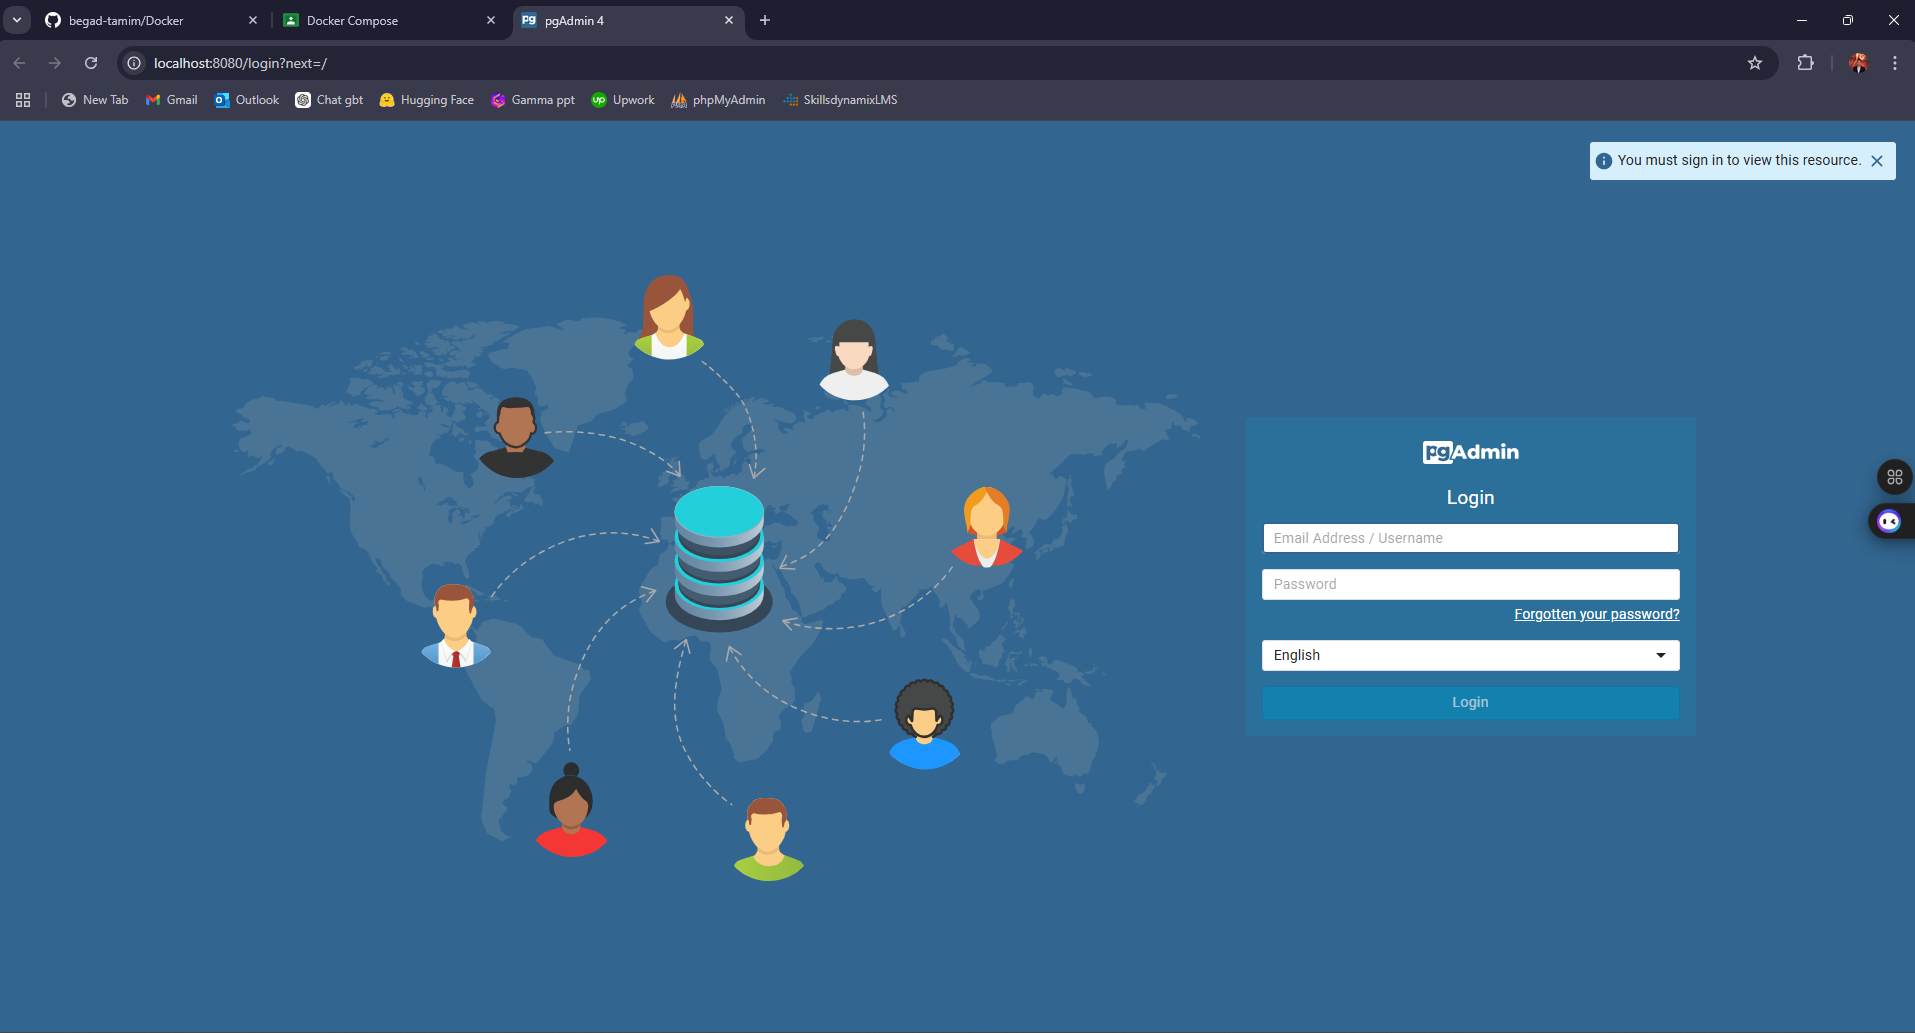 begad-tamim/Docker
Docker Compose
pg pgAdmin 4
localhost:8080/login?next=/
New Tab
Gmail
Outlook
Chat gbt
Hugging Face
Gamma ppt
up Upwork
phpMyAdmin
SkillsdynamixLMS
You must sign in to view this resource.
pgAdmin
Login
Email Address / Username
Password
Forgotten your password?
English
Login